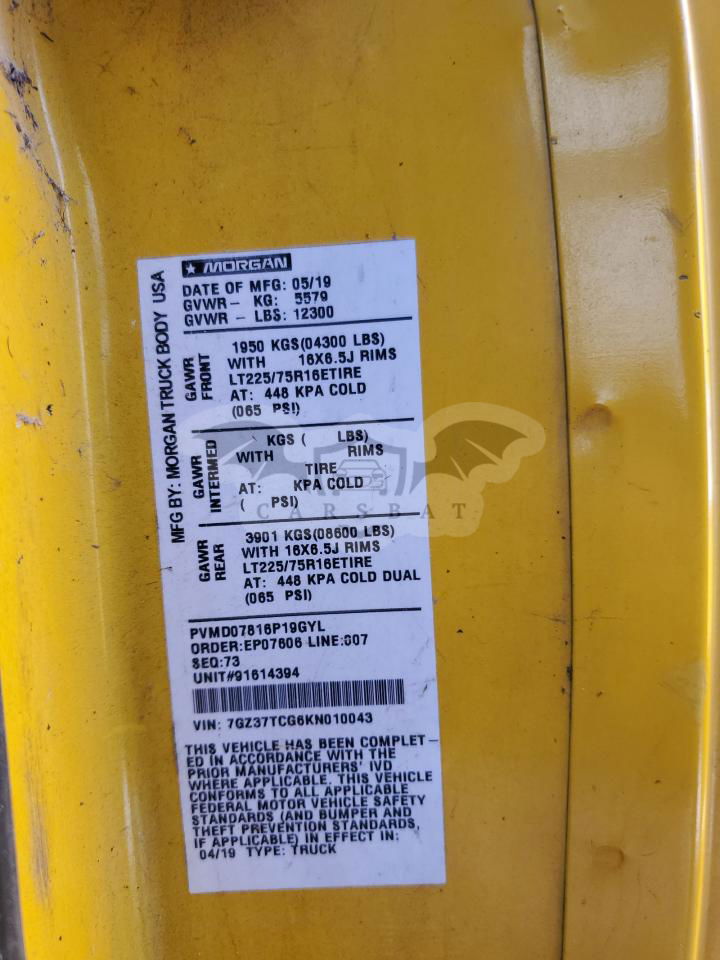 MORGAN
MFG BY: MORGAN TRUCK BODY USA
DATE OF MFG: 05/19
GVWR - KG: 5579
GVWR - LBS: 12300
GAWR FRONT
1950 KGS(04300 LBS)
WITH 16X6.5J RIMS
LT225/75R16ETIRE
AT: 448 KPA COLD
(065 PSI)
GAWR INTERMED
KGS ( LBS)
WITH RIMS
TIRE
AT: KPA COLD
( PSI)
CARSBAT
GAWR REAR
3901 KGS(08600 LBS)
WITH 16X6.5J RIMS
LT225/75R16ETIRE
AT: 448 KPA COLD DUAL
(065 PSI)
PVMD07816P19GYL
ORDER:EP07606 LINE:007
SEQ:73
UNIT#91614394
VIN: 7GZ37TCG6KN010043
THIS VEHICLE HAS BEEN COMPLET-
ED IN ACCORDANCE WITH THE
PRIOR MANUFACTURERS' IVD
WHERE APPLICABLE. THIS VEHICLE
CONFORMS TO ALL APPLICABLE
FEDERAL MOTOR VEHICLE SAFETY
STANDARDS (AND BUMPER AND
THEFT PREVENTION STANDARDS,
IF APPLICABLE) IN EFFECT IN:
04/19 TYPE: TRUCK